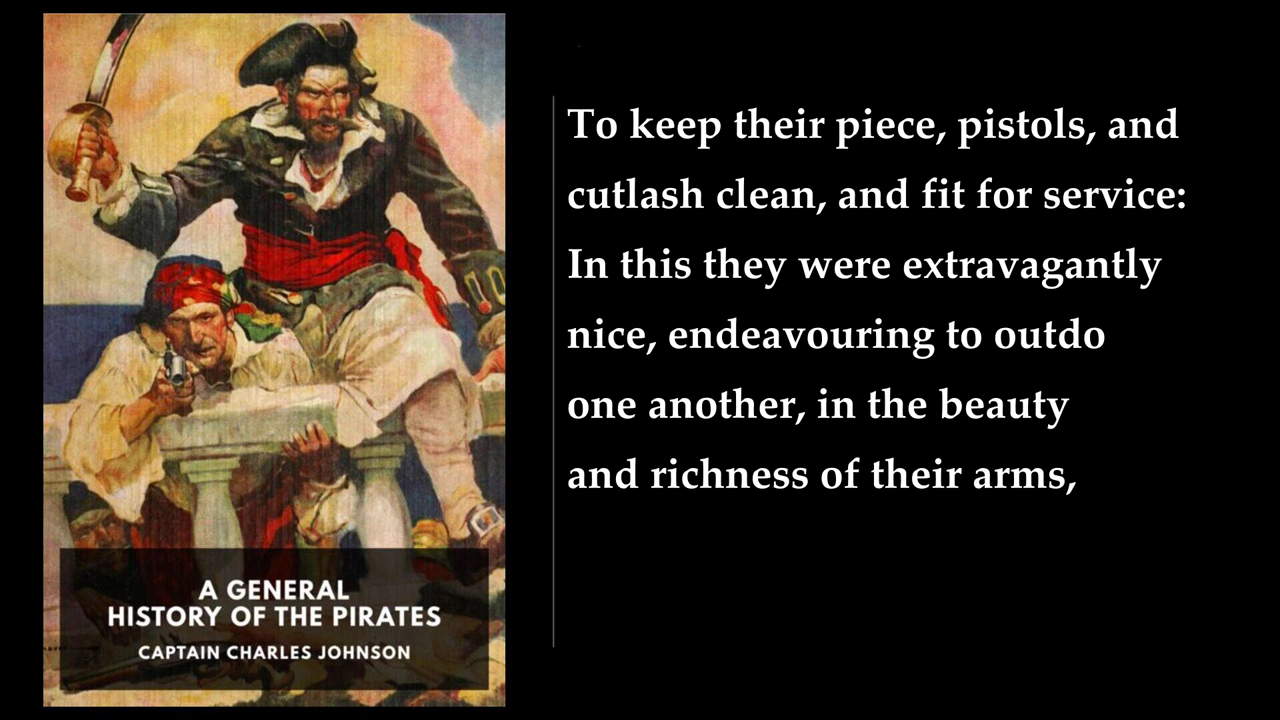 To keep their piece, pistols, and
cutlash clean, and fit for service:
In this they were extravagantly
nice, endeavouring to outdo
one another, in the beauty
and richness of their arms,
A GENERAL
HISTORY OF THE PIRATES
CAPTAIN CHARLES JOHNSON